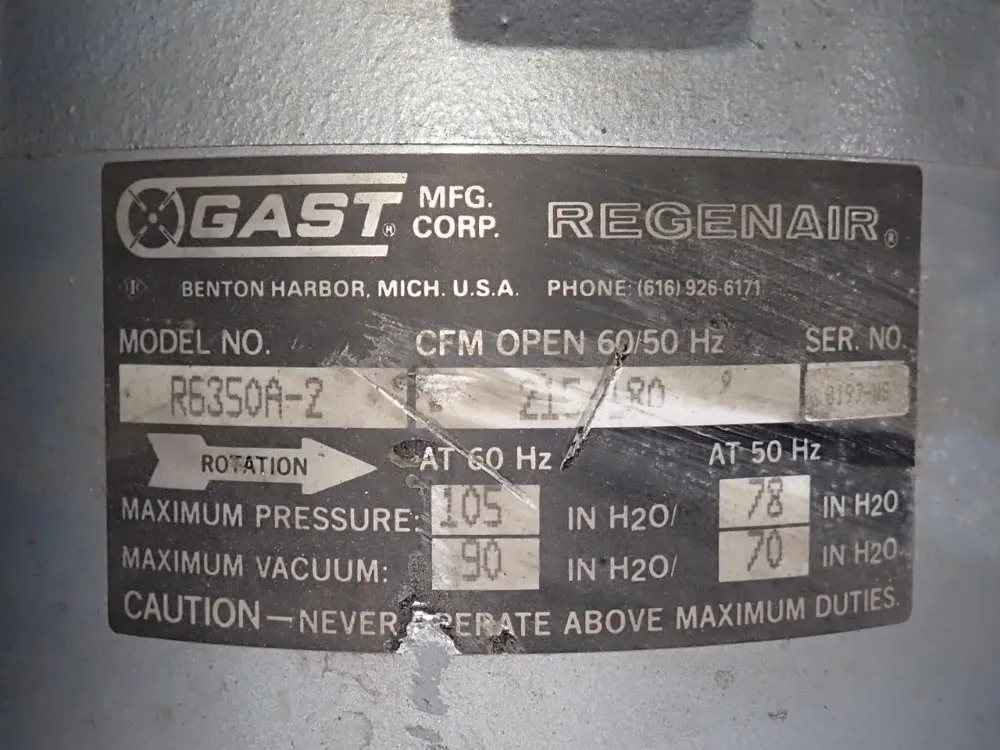 GAST® MFG. CORP. REGENAIR®
BENTON HARBOR, MICH. U.S.A. PHONE: (616) 926-6171
MODEL NO. CFM OPEN 60/50 Hz SER. NO.
R6350A-2 215/180
ROTATION AT 60 Hz AT 50 Hz
MAXIMUM PRESSURE: 105 IN H2O/ 78 IN H2O
MAXIMUM VACUUM: 90 IN H2O/ 70 IN H2O
CAUTION—NEVER OPERATE ABOVE MAXIMUM DUTIES.